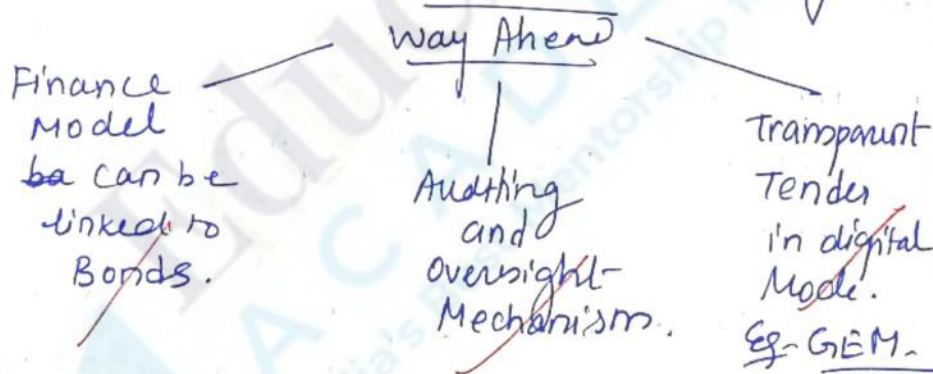 Way Ahead
Finance
Model
ba can be
linked to
Bonds.
Auditing
and
oversight
Mechanism.
Transparent
Tender
in digital
Mode.
Eg- GEM.